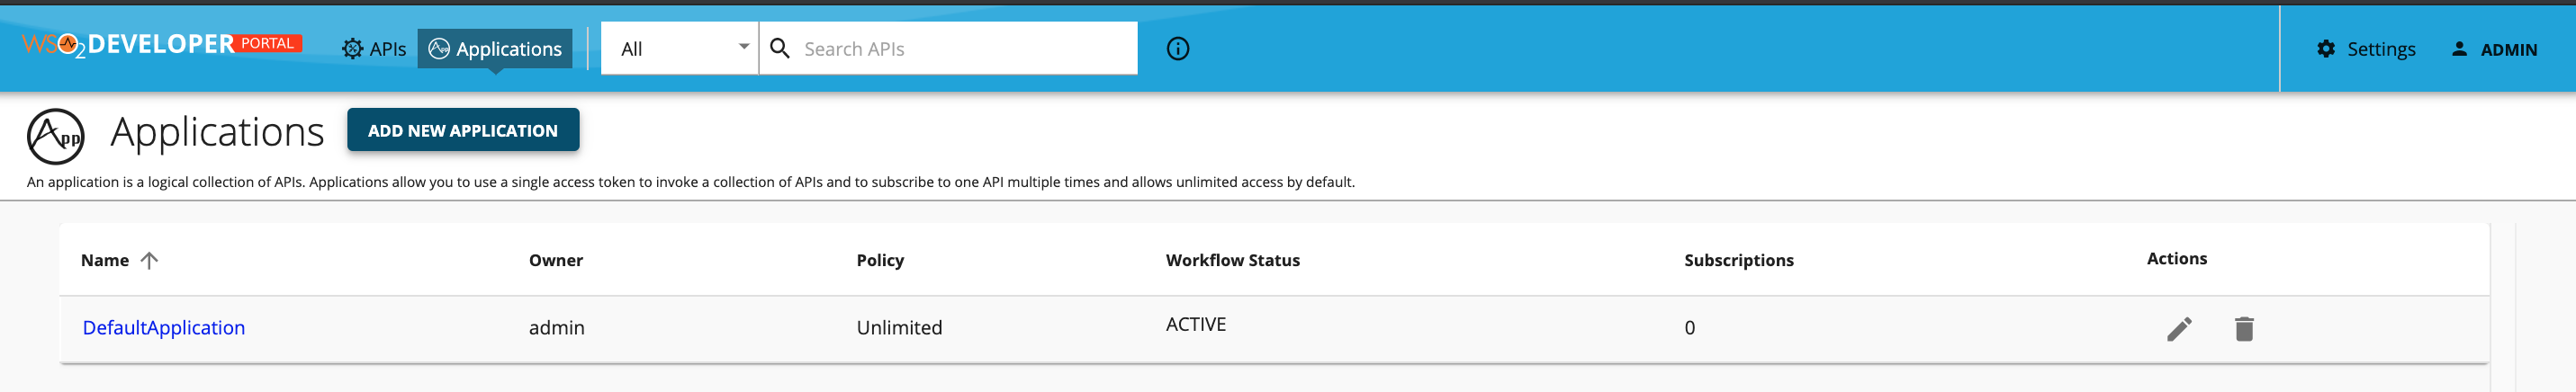 WSO2 DEVELOPER PORTAL APIs Applications All Search APIs Settings ADMIN
App Applications ADD NEW APPLICATION
An application is a logical collection of APIs. Applications allow you to use a single access token to invoke a collection of APIs and to subscribe to one API multiple times and allows unlimited access by default.
Name Owner Policy Workflow Status Subscriptions Actions
DefaultApplication admin Unlimited ACTIVE 0